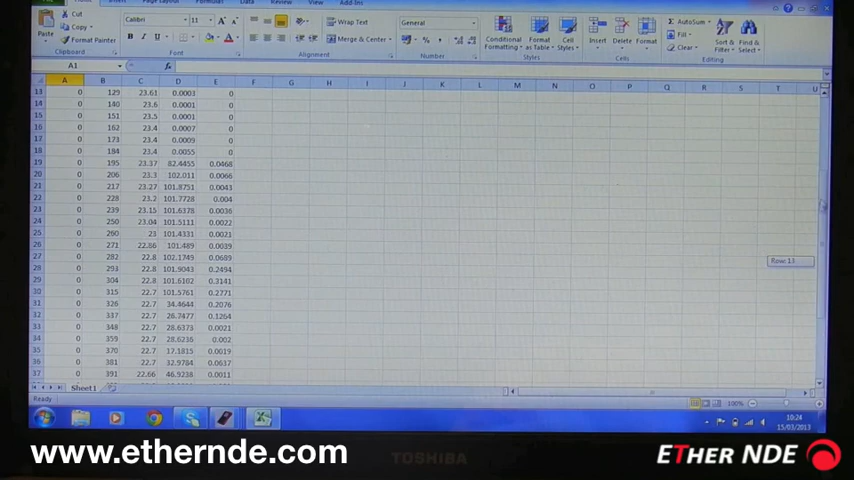 Cut
Copy
Format Painter
Paste
Clipboard
Calibri 11
B I U
Font
Wrap Text
Merge & Center
Alignment
General
Number
Conditional Formatting
Format as Table
Cell Styles
Styles
Insert
Delete
Format
Cells
AutoSum
Fill
Clear
Sort & Filter
Find & Select
Editing
A1 fx
A B C D E F G H I J K L M N O P Q R S T U
13 0 129 23.61 0.0003 0
14 0 140 23.6 0.0001 0
15 0 151 23.5 0.0001 0
16 0 162 23.4 0.0007 0
17 0 173 23.4 0.0009 0
18 0 184 23.4 0.0055 0
19 0 195 23.37 82.4455 0.0468
20 0 206 23.3 102.011 0.0066
21 0 217 23.27 101.8751 0.0043
22 0 228 23.2 101.7728 0.004
23 0 239 23.15 101.6378 0.0036
24 0 250 23.04 101.5111 0.0022
25 0 260 23 101.4331 0.0021
26 0 271 22.86 101.489 0.0039
27 0 282 22.8 102.1749 0.0689
28 0 293 22.8 101.9043 0.2494
29 0 304 22.8 101.6102 0.3141
30 0 315 22.7 101.5761 0.2771
31 0 326 22.7 34.4644 0.2076
32 0 337 22.7 26.7477 0.1264
33 0 348 22.7 28.6373 0.0021
34 0 359 22.7 28.6236 0.002
35 0 370 22.7 17.1815 0.0019
36 0 381 22.7 32.9784 0.0637
37 0 391 22.66 46.9238 0.0011
Row: 13
Sheet1
Ready
100%
10:24
15/03/2013
www.ethernde.com
TOSHIBA
ETHER NDE